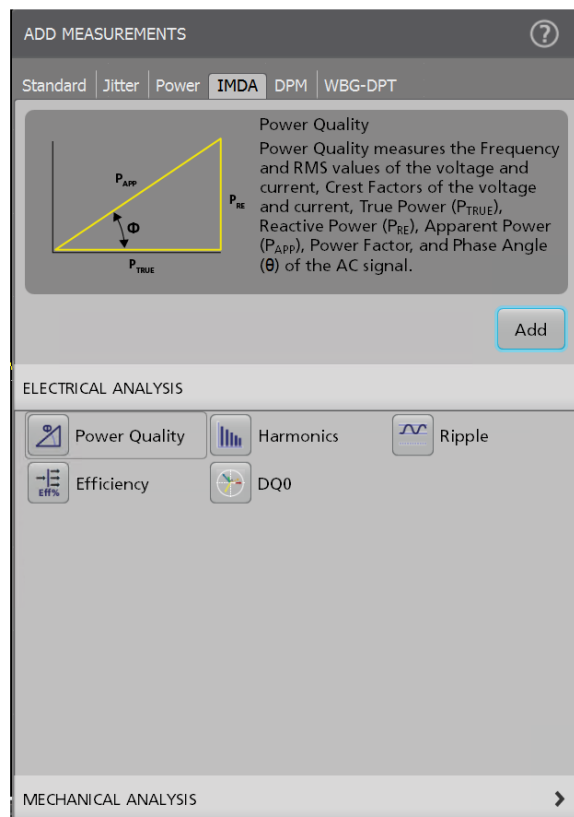 ADD MEASUREMENTS
?
Standard Jitter Power IMDA DPM WBG-DPT
Power Quality
Power Quality measures the Frequency
and RMS values of the voltage and
current, Crest Factors of the voltage
and current, True Power (PTRUE),
Reactive Power (PRE), Apparent Power
(PAPP), Power Factor, and Phase Angle
(θ) of the AC signal.
PAPP
PRE
Φ
PTRUE
Add
ELECTRICAL ANALYSIS
Power Quality
Harmonics
Ripple
Eff%
Efficiency
DQ0
MECHANICAL ANALYSIS